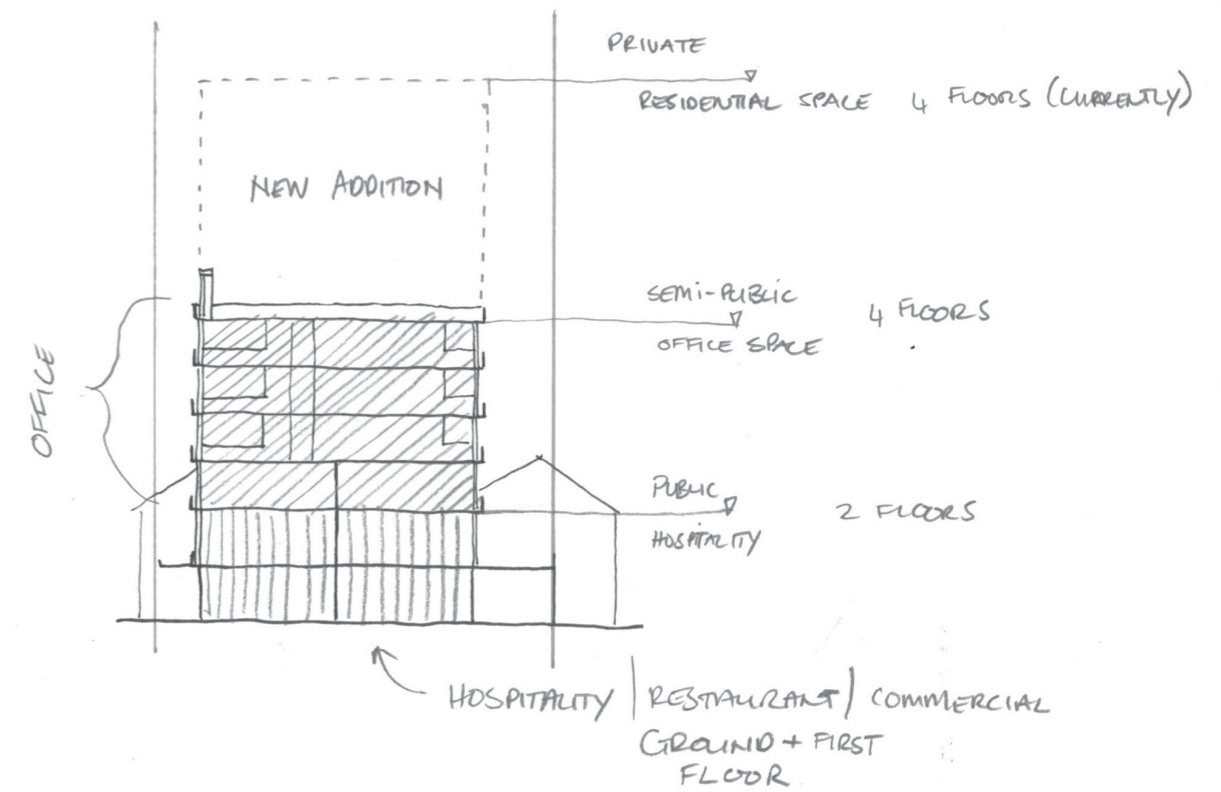 PRIVATE
RESIDENTIAL SPACE 4 FLOORS (CURRENTLY)
NEW ADDITION
SEMI-PUBLIC
4 FLOORS
OFFICE SPACE
OFFICE
PUBLIC
2 FLOORS
HOSPITALITY
HOSPITALITY | RESTAURANT / COMMERCIAL
GROUND + FIRST
FLOOR